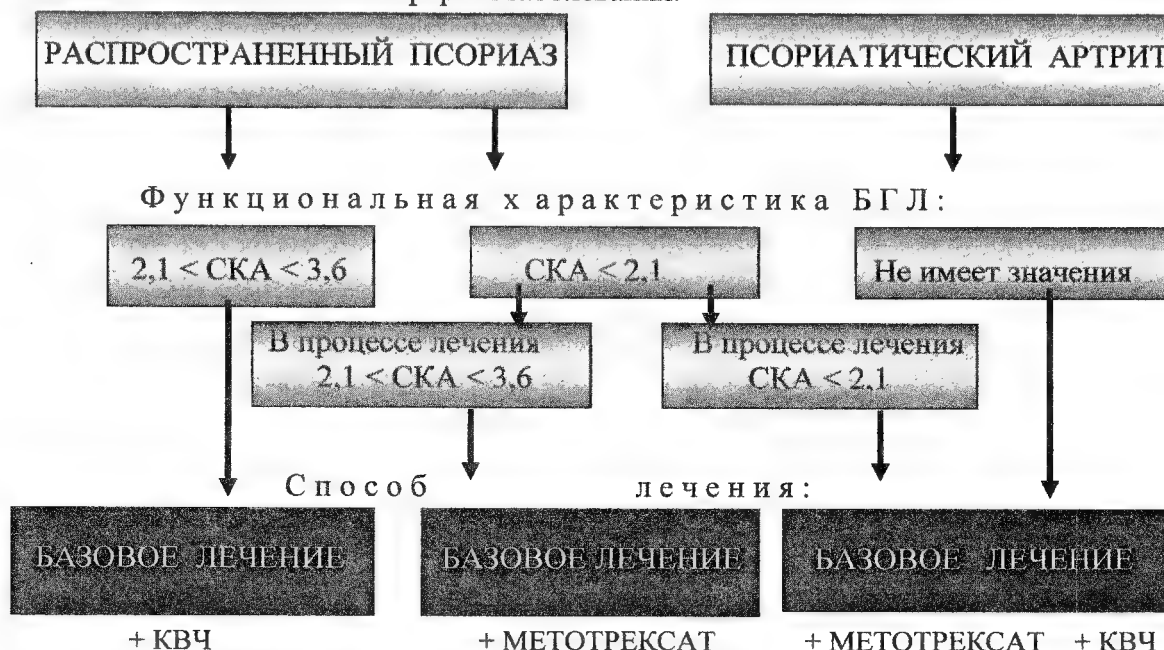 РАСПРОСТРАНЕННЫЙ ПСОРИАЗ
ПСОРИАТИЧЕСКИЙ АРТРИТ
Функциональная характеристика БГЛ:
2,1 < СКА < 3,6
СКА < 2,1
Не имеет значения
В процессе лечения
2,1 < СКА < 3,6
В процессе лечения
СКА < 2,1
Способ лечения:
БАЗОВОЕ ЛЕЧЕНИЕ
БАЗОВОЕ ЛЕЧЕНИЕ
БАЗОВОЕ ЛЕЧЕНИЕ
+ КВЧ
+ МЕТОТРЕКСАТ
+ МЕТОТРЕКСАТ + КВЧ